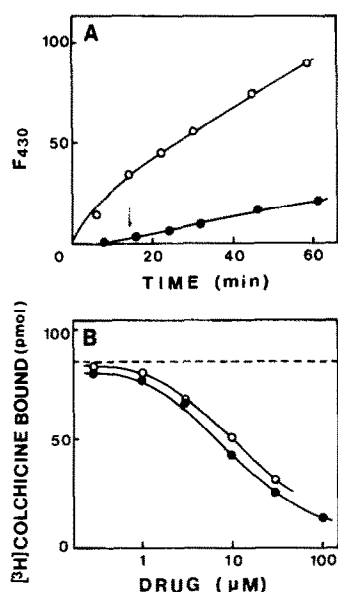 A
100
50
F430
0 20 40 60
TIME (min)
B
100
50
0
[³H]COLCHICINE BOUND (pmol)
1 10 100
DRUG (μM)